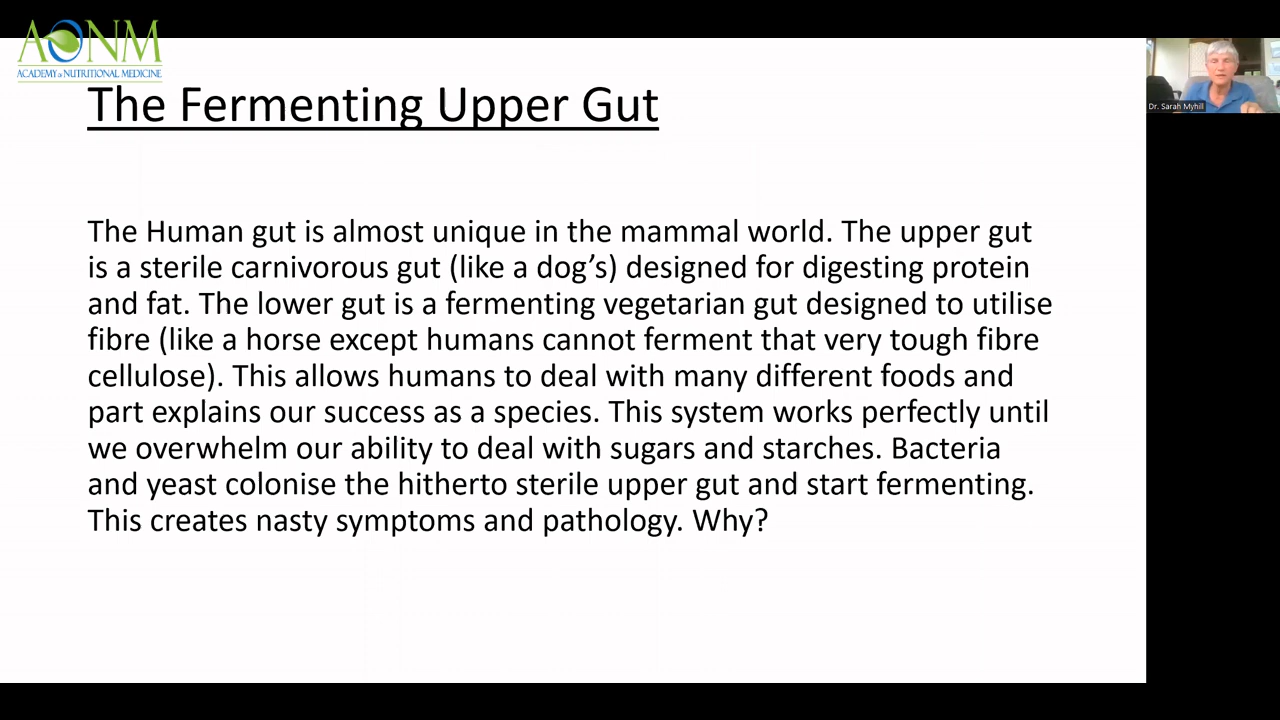 AONM
ACADEMY of NUTRITIONAL MEDICINE
The Fermenting Upper Gut
Dr. Sarah Myhill
The Human gut is almost unique in the mammal world. The upper gut
is a sterile carnivorous gut (like a dog’s) designed for digesting protein
and fat. The lower gut is a fermenting vegetarian gut designed to utilise
fibre (like a horse except humans cannot ferment that very tough fibre
cellulose). This allows humans to deal with many different foods and
part explains our success as a species. This system works perfectly until
we overwhelm our ability to deal with sugars and starches. Bacteria
and yeast colonise the hitherto sterile upper gut and start fermenting.
This creates nasty symptoms and pathology. Why?